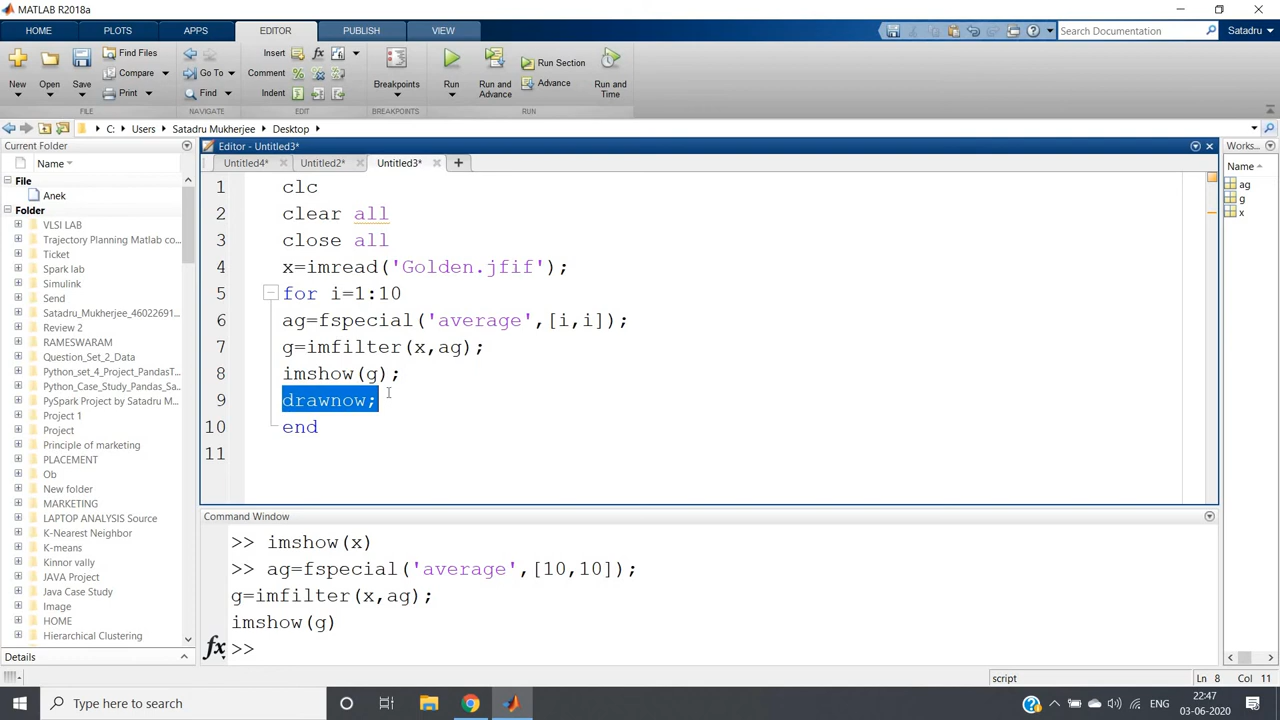 MATLAB R2018a
HOME
PLOTS
APPS
EDITOR
PUBLISH
VIEW
Search Documentation
Satadru
New
Open
Save
Find Files
Compare
Print
FILE
Go To
Find
NAVIGATE
Insert
fx
Comment
Indent
EDIT
Breakpoints
BREAKPOINTS
Run
Run and
Advance
Run Section
Advance
Run and
Time
RUN
C: Users Satadru Mukherjee Desktop
Current Folder
Name
File
Anek
Folder
VLSI LAB
Trajectory Planning Matlab co...
Ticket
Spark lab
Simulink
Send
Satadru_Mukherjee_46022691...
Review 2
RAMESWARAM
Question_Set_2_Data
Python_set_4_Program_PandasT...
Python_Case_Study_Pandas_Sa...
PySpark Project by Satadru M...
Project 1
Project
Principle of marketing
PLACEMENT
Ob
New folder
MARKETING
LAPTOP ANALYSIS Source
K-Nearest Neighbor
K-means
Kinnor vally
JAVA Project
Java Case Study
Image
HOME
Hierarchical Clustering
Details
Editor - Untitled3*
Untitled4*
Untitled2*
Untitled3*
1 clc
2 clear all
3 close all
4 x=imread('Golden.jfif');
5 for i=1:10
6 ag=fspecial('average',[i,i]);
7 g=imfilter(x,ag);
8 imshow(g);
9 drawnow;
10 end
11
Command Window
>> imshow(x)
>> ag=fspecial('average',[10,10]);
g=imfilter(x,ag);
imshow(g)
fx >>
Works...
Name
ag
g
x
script
Ln 8 Col 11
Type here to search
ENG
22:47
03-06-2020